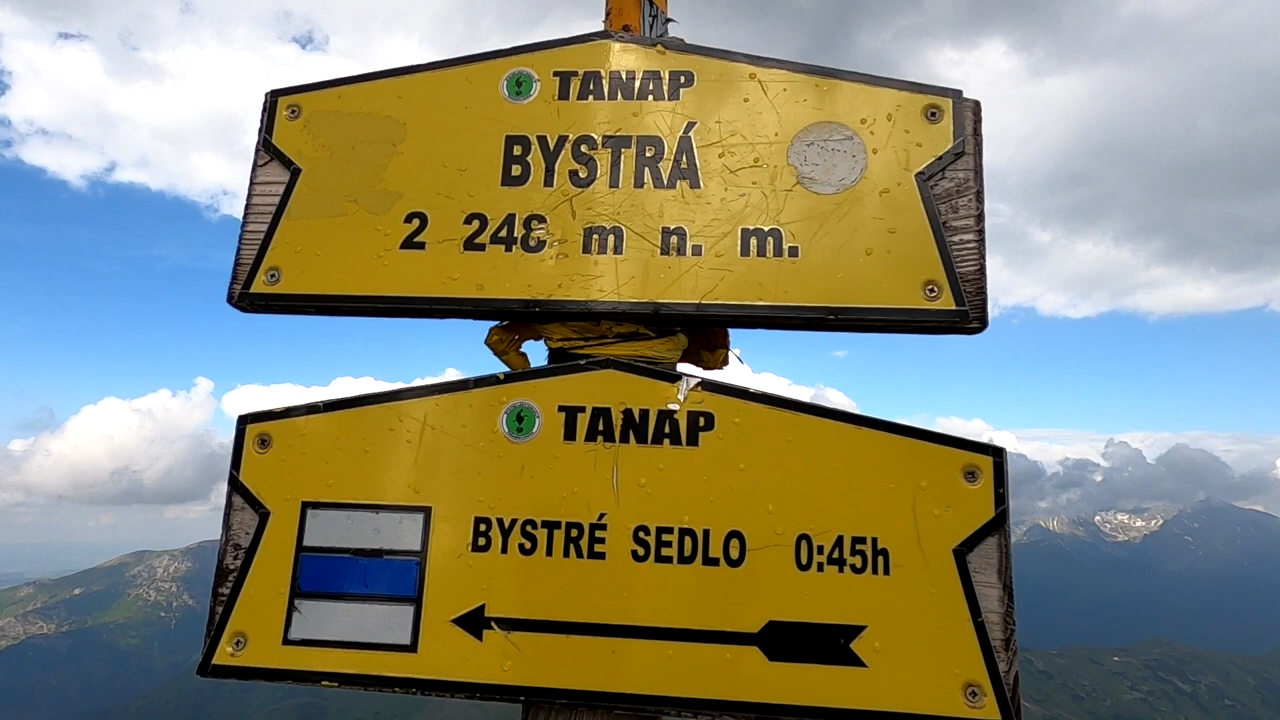 TANAP
BYSTRÁ
2 248 m n. m.
TANAP
BYSTRÉ SEDLO 0:45h